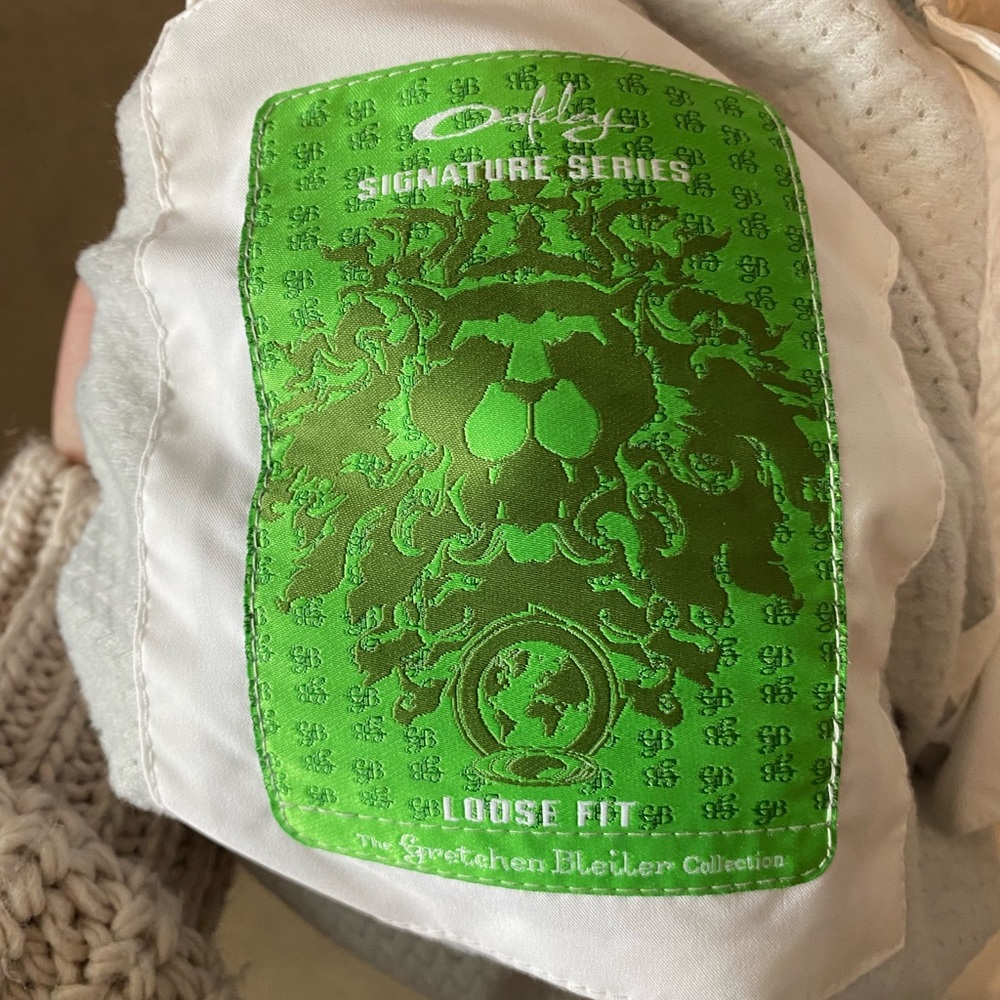 Oakley
SIGNATURE SERIES
LOOSE FIT
The Gretchen Bleiler Collection